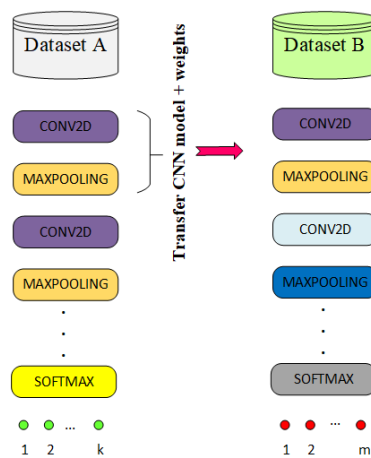 Dataset A
CONV2D
MAXPOOLING
CONV2D
MAXPOOLING
.
.
.
SOFTMAX
...
1 2 k
Transfer CNN model + weights
Dataset B
CONV2D
MAXPOOLING
CONV2D
MAXPOOLING
.
.
.
SOFTMAX
...
1 2 m